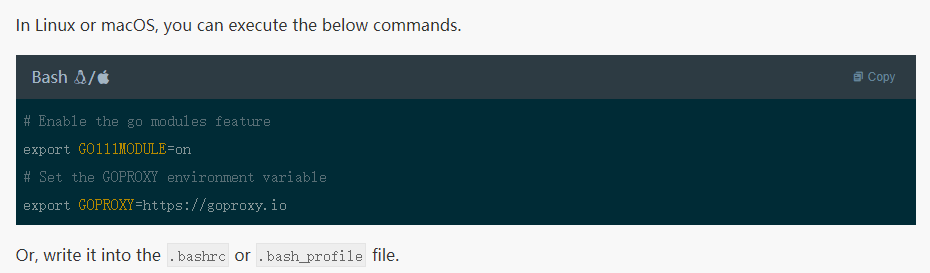 In Linux or macOS, you can execute the below commands.
Bash /
Copy
# Enable the go modules feature
export GO111MODULE=on
# Set the GOPROXY environment variable
export GOPROXY=https://goproxy.io
Or, write it into the .bashrc or .bash_profile file.